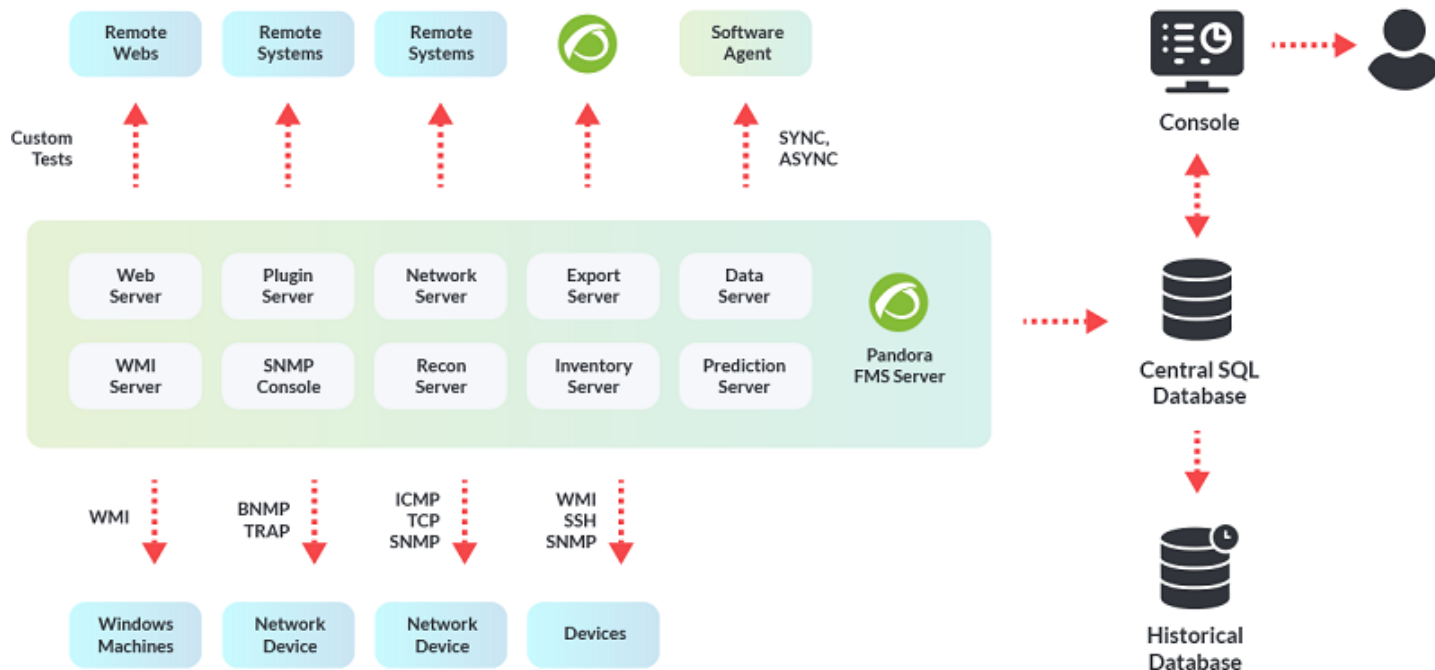 Remote
Webs
Remote
Systems
Remote
Systems
Software
Agent
Custom
Tests
SYNC,
ASYNC
Console
Web
Server
Plugin
Server
Network
Server
Export
Server
Data
Server
WMI
Server
SNMP
Console
Recon
Server
Inventory
Server
Prediction
Server
Pandora
FMS Server
Central SQL
Database
WMI
BNMP
TRAP
ICMP
TCP
SNMP
WMI
SSH
SNMP
Windows
Machines
Network
Device
Network
Device
Devices
Historical
Database